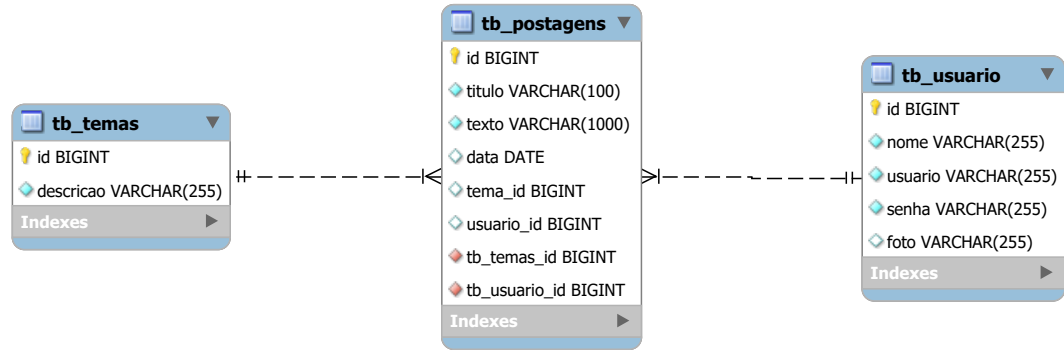 tb_temas
id BIGINT
descricao VARCHAR(255)
Indexes
tb_postagens
id BIGINT
titulo VARCHAR(100)
texto VARCHAR(1000)
data DATE
tema_id BIGINT
usuario_id BIGINT
tb_temas_id BIGINT
tb_usuario_id BIGINT
Indexes
tb_usuario
id BIGINT
nome VARCHAR(255)
usuario VARCHAR(255)
senha VARCHAR(255)
foto VARCHAR(255)
Indexes